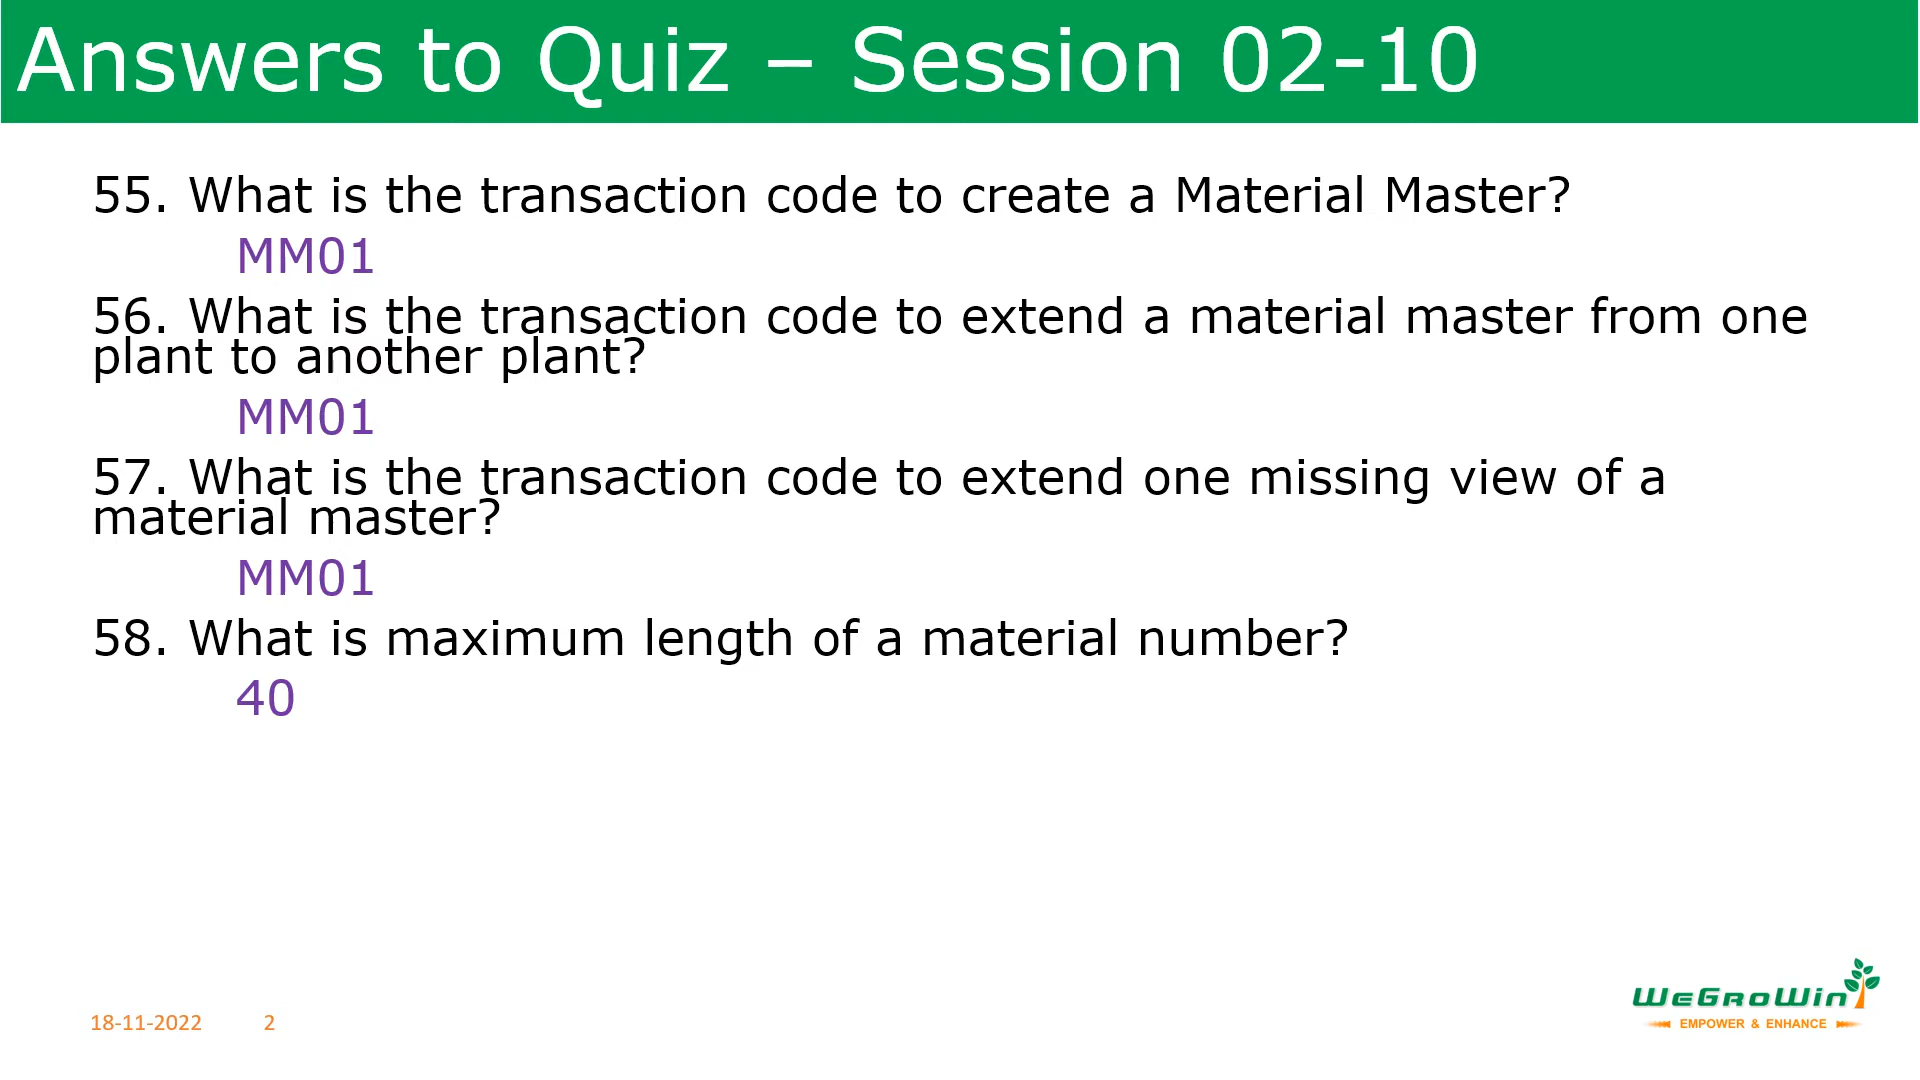 Answers to Quiz – Session 02-10
55. What is the transaction code to create a Material Master?
MM01
56. What is the transaction code to extend a material master from one
plant to another plant?
MM01
57. What is the transaction code to extend one missing view of a
material master?
MM01
58. What is maximum length of a material number?
40
18-11-2022 2
WeGroWin
EMPOWER & ENHANCE